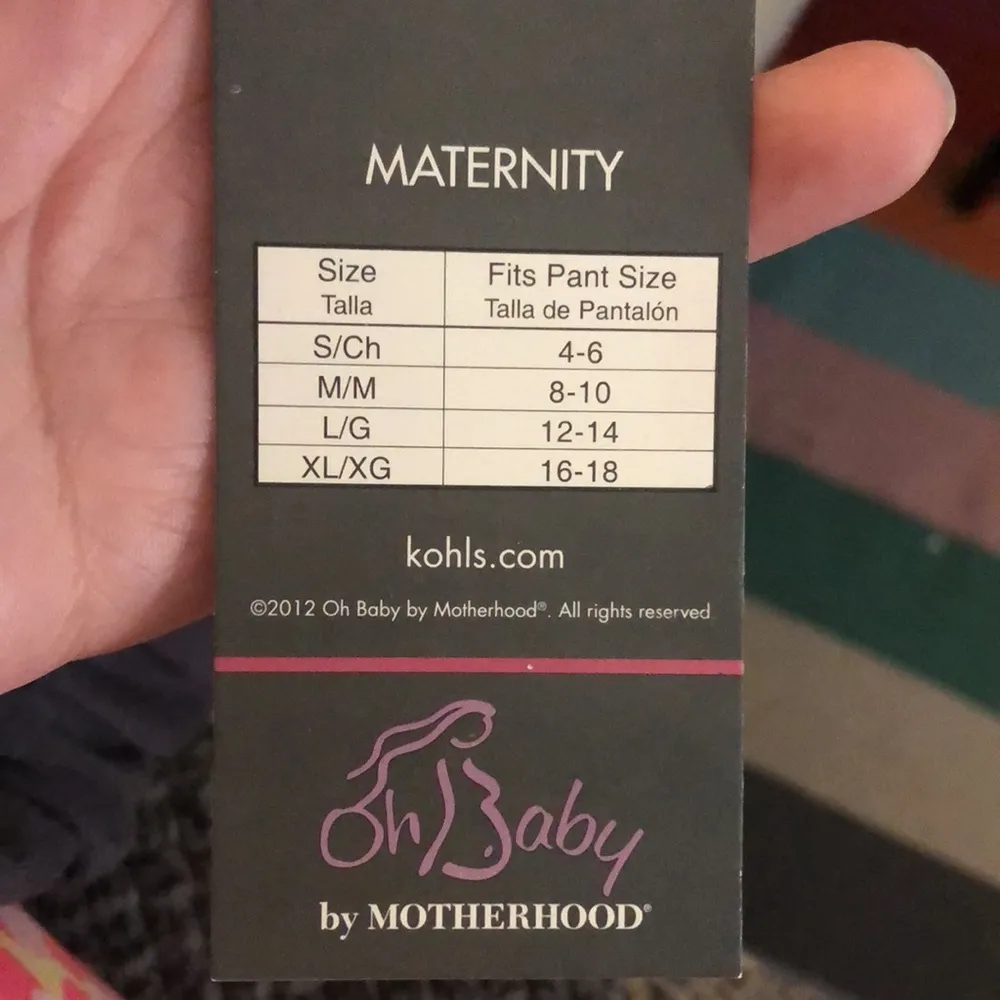 MATERNITY
Size Fits Pant Size
Talla Talla de Pantalón
S/Ch 4-6
M/M 8-10
L/G 12-14
XL/XG 16-18
kohls.com
©2012 Oh Baby by Motherhood®. All rights reserved
Oh Baby
by MOTHERHOOD®